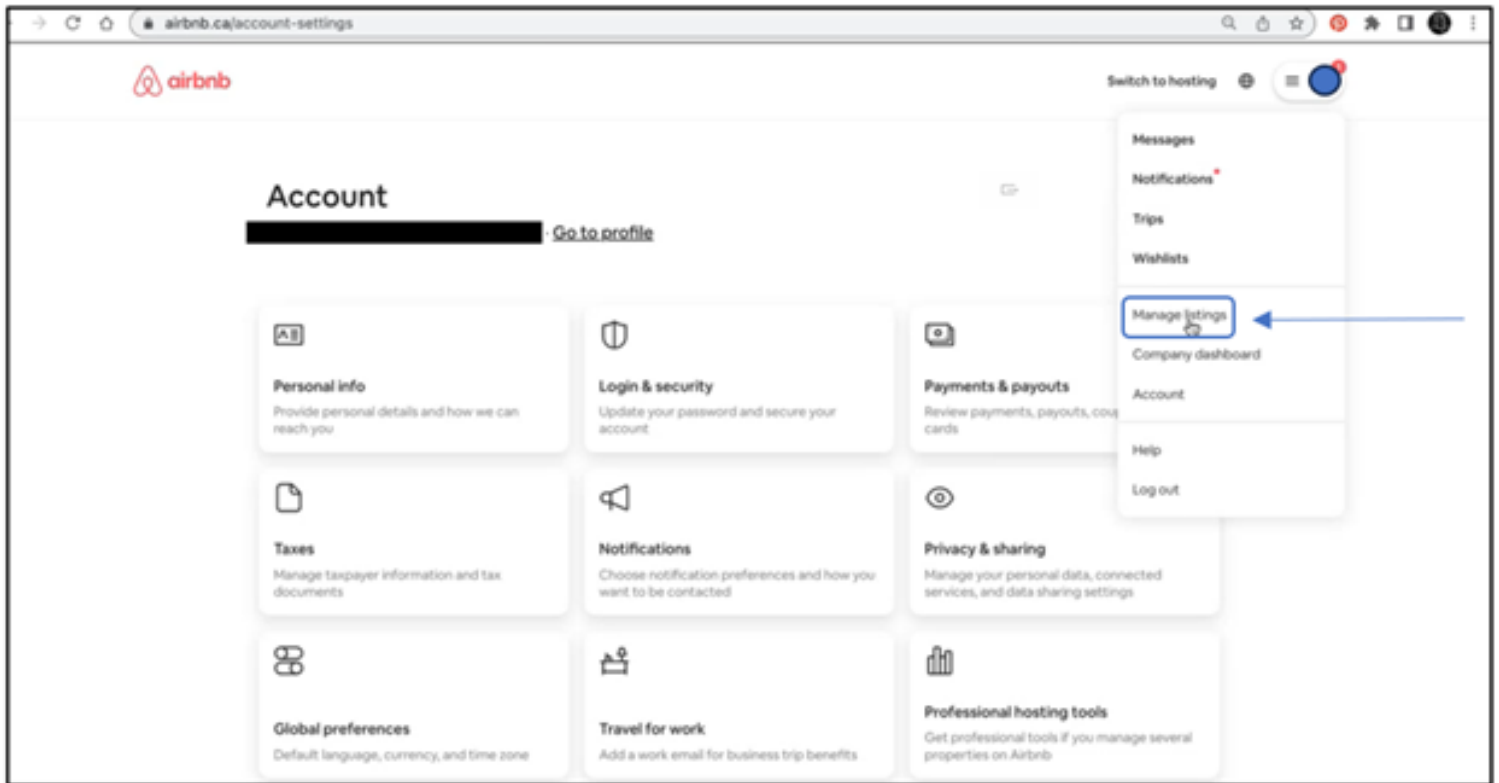 airbnb.ca/account-settings
airbnb
Switch to hosting
Messages
Notifications
Trips
Wishlists
Manage listings
Company dashboard
Account
Help
Log out
Account
· Go to profile
Personal info
Provide personal details and how we can
reach you
Login & security
Update your password and secure your
account
Payments & payouts
Review payments, payouts,
cards
Taxes
Manage taxpayer information and tax
documents
Notifications
Choose notification preferences and how you
want to be contacted
Privacy & sharing
Manage your personal data, connected
services, and data sharing settings
Global preferences
Default language, currency, and time zone
Travel for work
Add a work email for business trip benefits
Professional hosting tools
Get professional tools if you manage several
properties on Airbnb